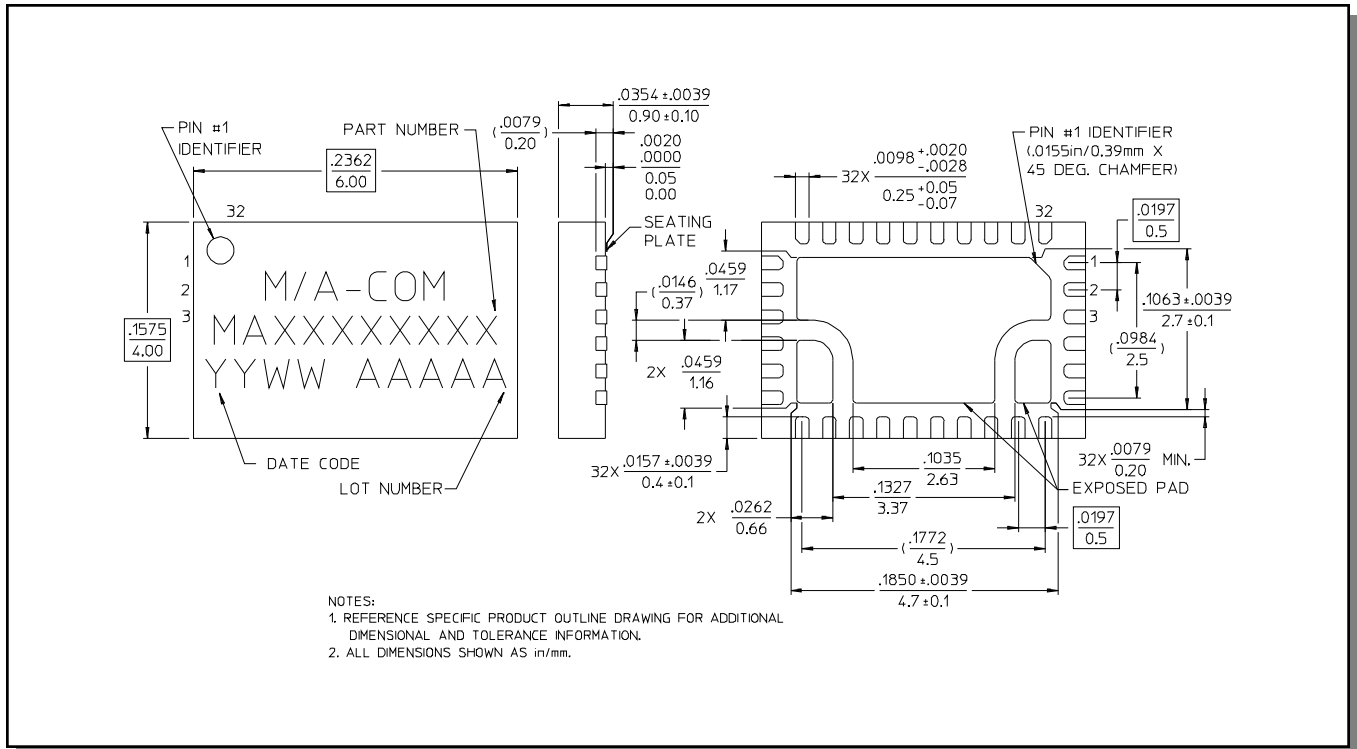 PIN #1
IDENTIFIER
PART NUMBER
.2362
6.00
32
1
2
3
.1575
4.00
M/A-COM
MAXXXXXXXXX
YYWW AAAAA
DATE CODE
LOT NUMBER
.0354 ±.0039
0.90 ±0.10
(.0079
0.20)
.0020
.0000
0.05
0.00
SEATING
PLATE
32X .0098 +.0020
-.0028
0.25 +0.05
-0.07
PIN #1 IDENTIFIER
(.0155in/0.39mm X
45 DEG. CHAMFER)
32
1
2
3
.0197
0.5
.0459
1.17
(.0146
0.37)
.1063 ±.0039
2.7 ±0.1
(.0984
2.5)
2X .0459
1.16
32X .0157 ±.0039
0.4 ±0.1
.1035
2.63
32X .0079 MIN.
0.20
EXPOSED PAD
.1327
3.37
2X .0262
0.66
.0197
0.5
(.1772
4.5)
.1850 ±.0039
4.7 ±0.1
NOTES:
1. REFERENCE SPECIFIC PRODUCT OUTLINE DRAWING FOR ADDITIONAL
DIMENSIONAL AND TOLERANCE INFORMATION.
2. ALL DIMENSIONS SHOWN AS in/mm.